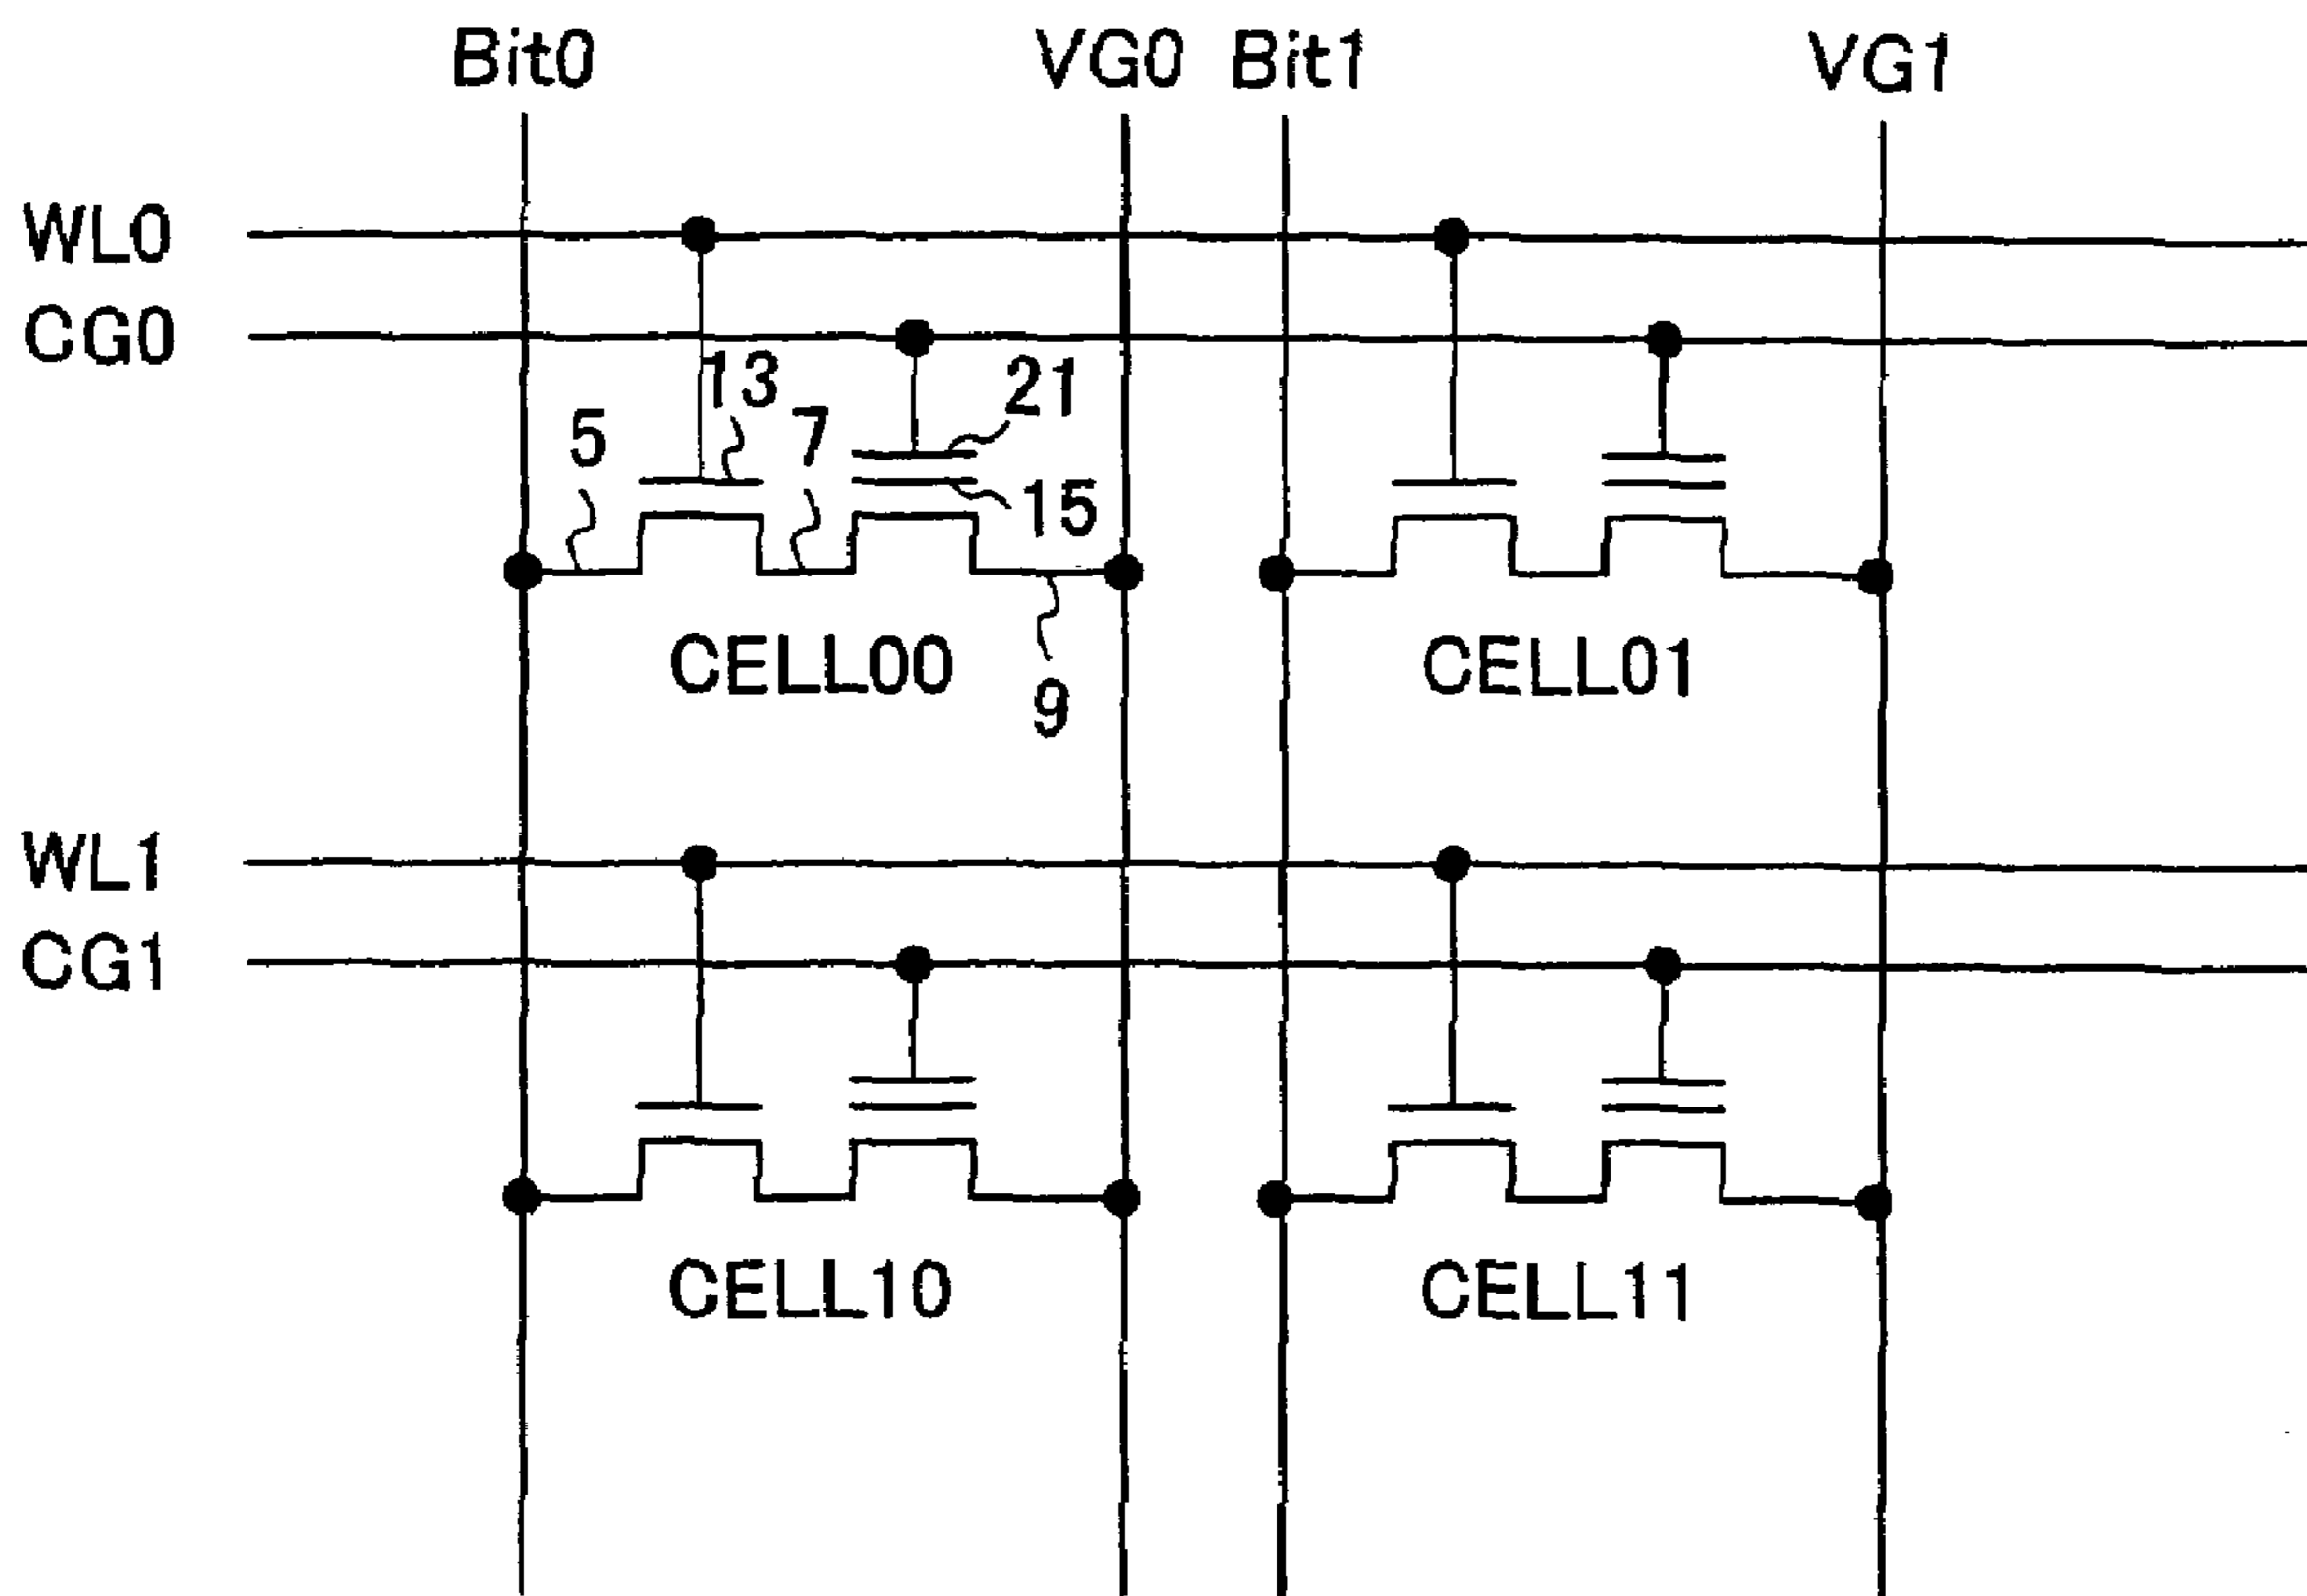 Bit0 VG0 Bit1 VG1
WL0
CG0
13 21
5 7
15
CELL00 CELL01
9
WL1
CG1
CELL10 CELL11